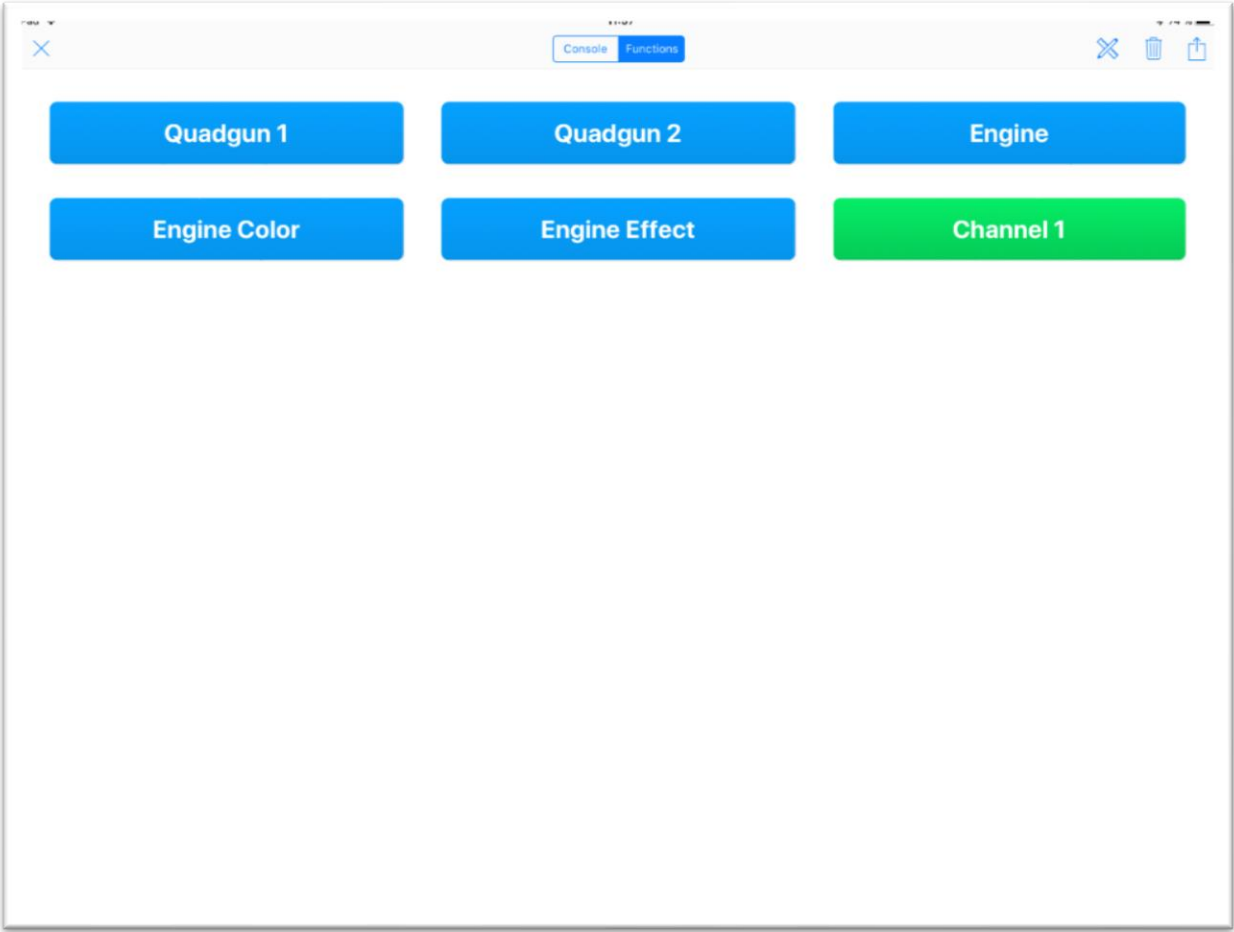 Console Functions
Quadgun 1 Quadgun 2 Engine
Engine Color Engine Effect Channel 1